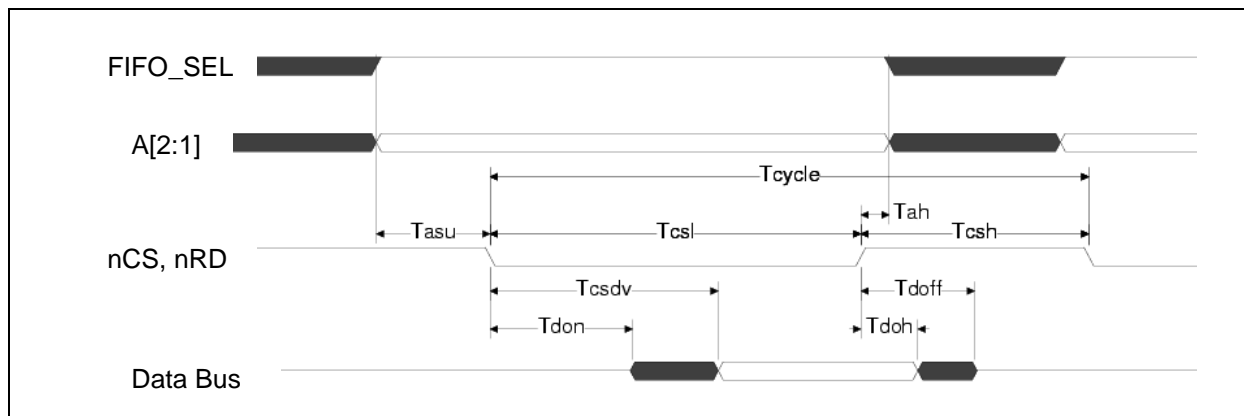 FIFO_SEL
A[2:1]
Tcycle
Tah
Tasu
Tcsl
Tcsh
nCS, nRD
Tcsdv
Tdoff
Tdon
Tdoh
Data Bus